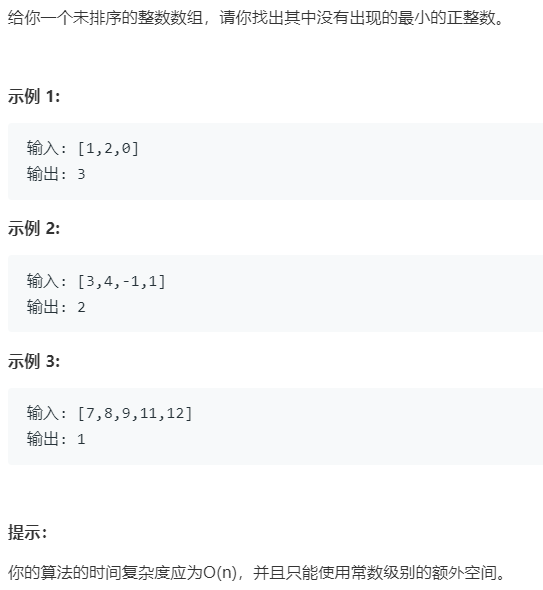 给你一个未排序的整数数组，请你找出其中没有出现的最小的正整数。
示例 1:
输入: [1,2,0]
输出: 3
示例 2:
输入: [3,4,-1,1]
输出: 2
示例 3:
输入: [7,8,9,11,12]
输出: 1
提示：
你的算法的时间复杂度应为O(n)，并且只能使用常数级别的额外空间。